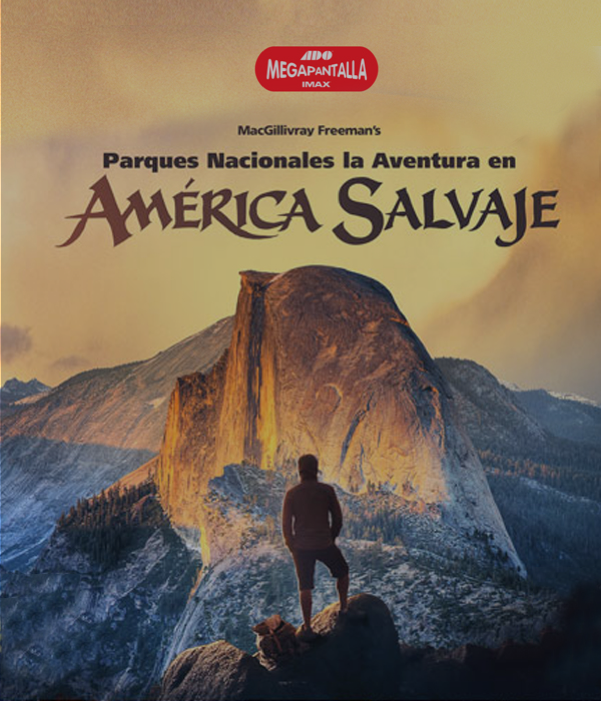 ADO
MEGAPANTALLA
IMAX
MacGillivray Freeman's
Parques Nacionales la Aventura en
AMÉRICA SALVAJE